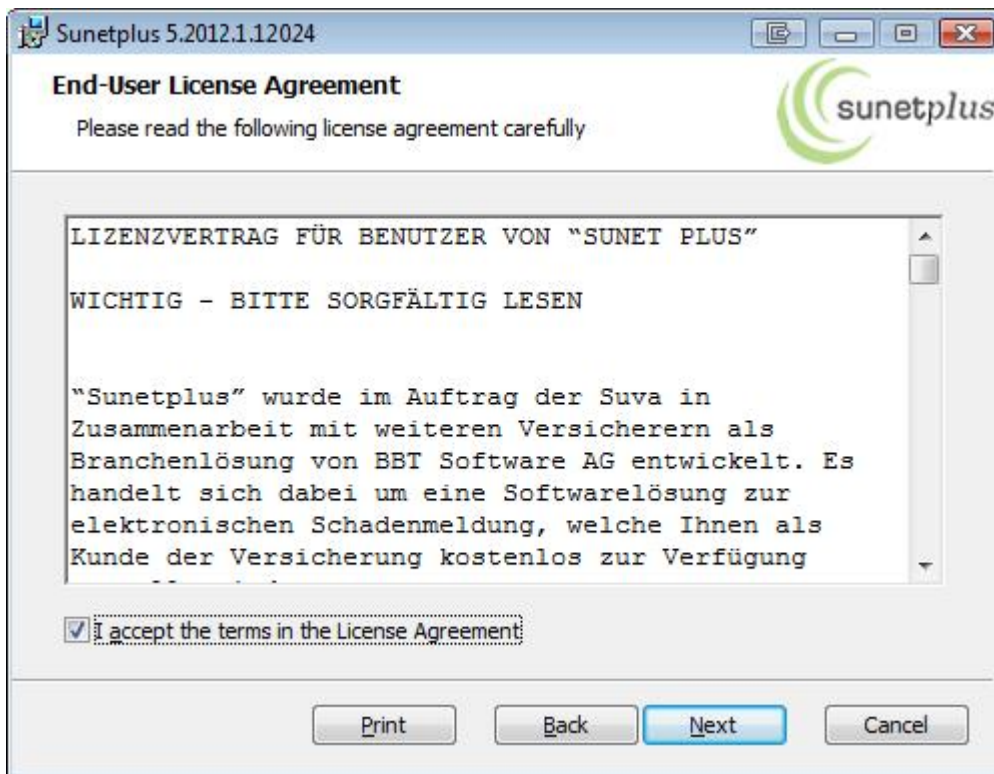 Sunetplus 5.2012.1.12024
End-User License Agreement
Please read the following license agreement carefully
sunetplus
LIZENZVERTRAG FÜR BENUTZER VON “SUNET PLUS”
WICHTIG – BITTE SORGFÄLTIG LESEN
“Sunetplus” wurde im Auftrag der Suva in
Zusammenarbeit mit weiteren Versicherern als
Branchenlösung von BBT Software AG entwickelt. Es
handelt sich dabei um eine Softwarelösung zur
elektronischen Schadenmeldung, welche Ihnen als
Kunde der Versicherung kostenlos zur Verfügung
I accept the terms in the License Agreement
Print Back Next Cancel